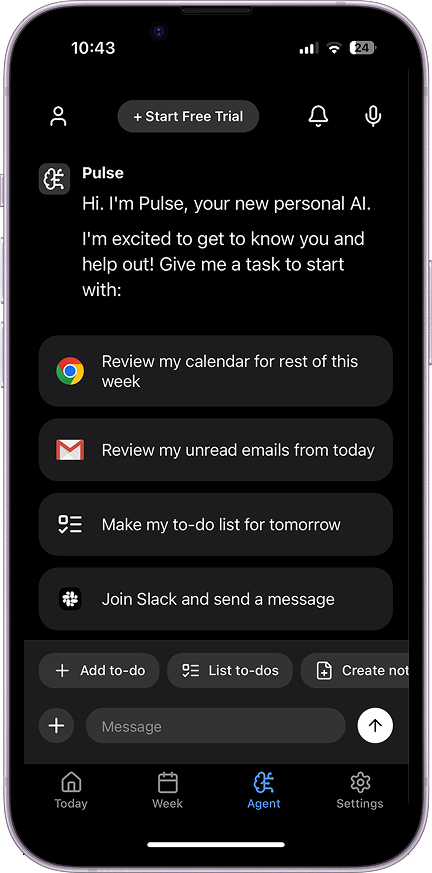 10:43
24
+ Start Free Trial
Pulse
Hi. I'm Pulse, your new personal AI.
I'm excited to get to know you and
help out! Give me a task to start
with:
Review my calendar for rest of this
week
Review my unread emails from today
Make my to-do list for tomorrow
Join Slack and send a message
Add to-do
List to-dos
Create not
Message
Today
Week
Agent
Settings